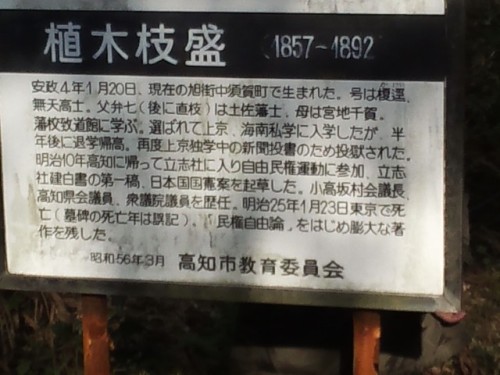 植木枝盛 1857-1892
安政4年1月20日、現在の旭街中須賀町で生まれた。号は榎逕、
無天高士。父弁七(後に直枝)は土佐藩士、母は宮地千賀。
藩校致道館に学ぶ。選ばれて上京、海南私学に入学したが、半
年後に退学帰高。再度上京独学中の新聞投書のため投獄された。
明治10年高知に帰って立志社に入り自由民権運動に参加、立志
社建白書の第一稿、日本国国憲案を起草した。小高坂村会議長、
高知県会議員、衆議院議員を歴任。明治25年1月23日東京で死
亡(墓碑の死亡年は誤記)。「民権自由論」をはじめ膨大な著
作を残した。
昭和56年3月 高知市教育委員会